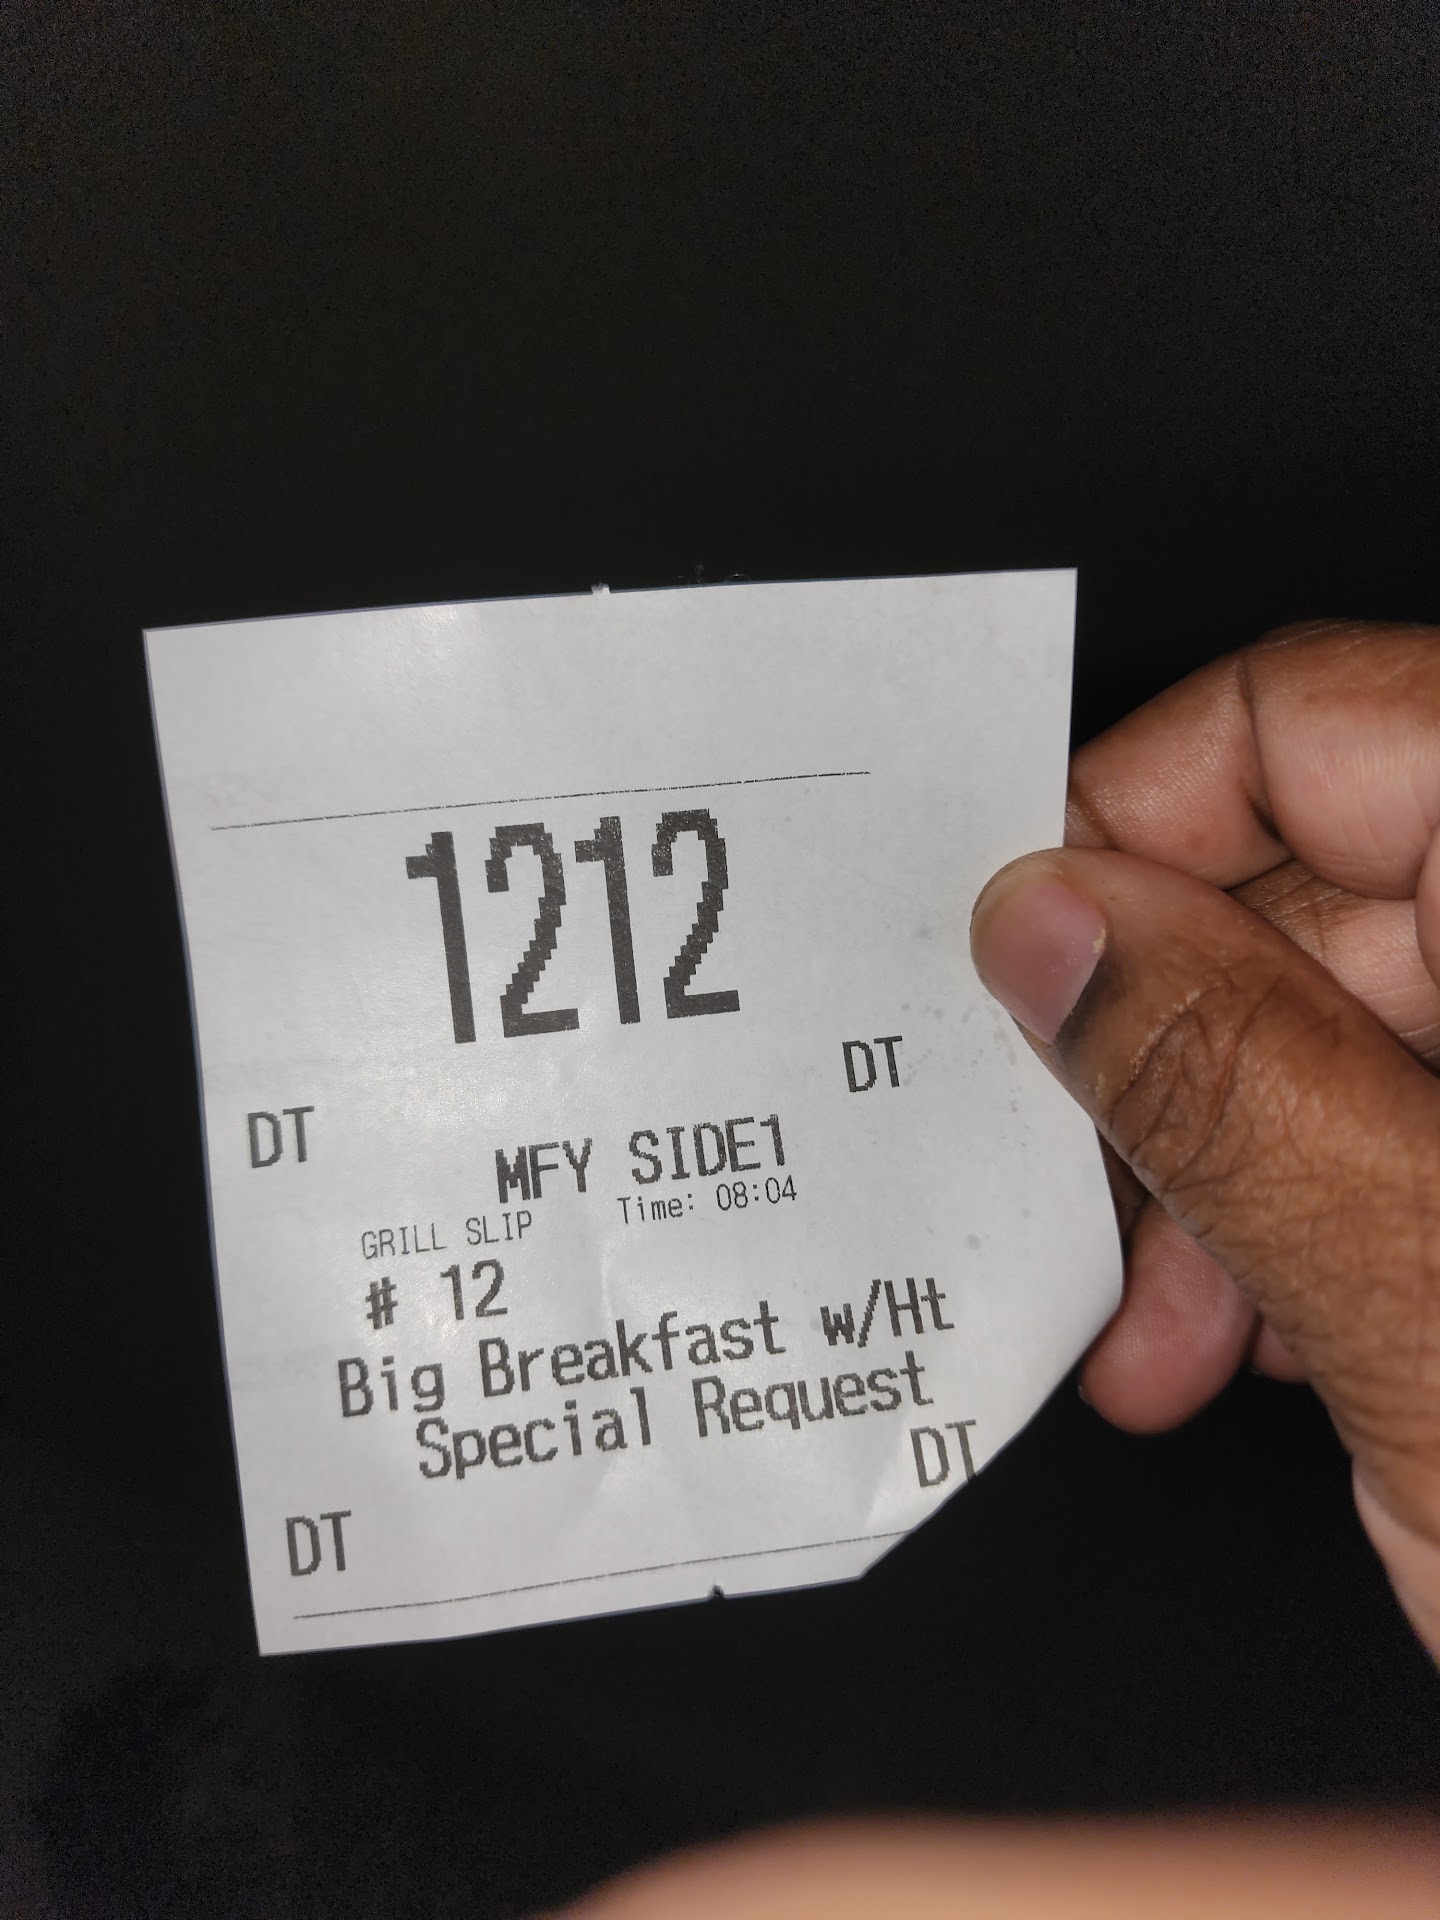 1212
DT DT
MFY SIDE1
GRILL SLIP Time: 08:04
# 12
Big Breakfast w/Ht
Special Request
DT DT